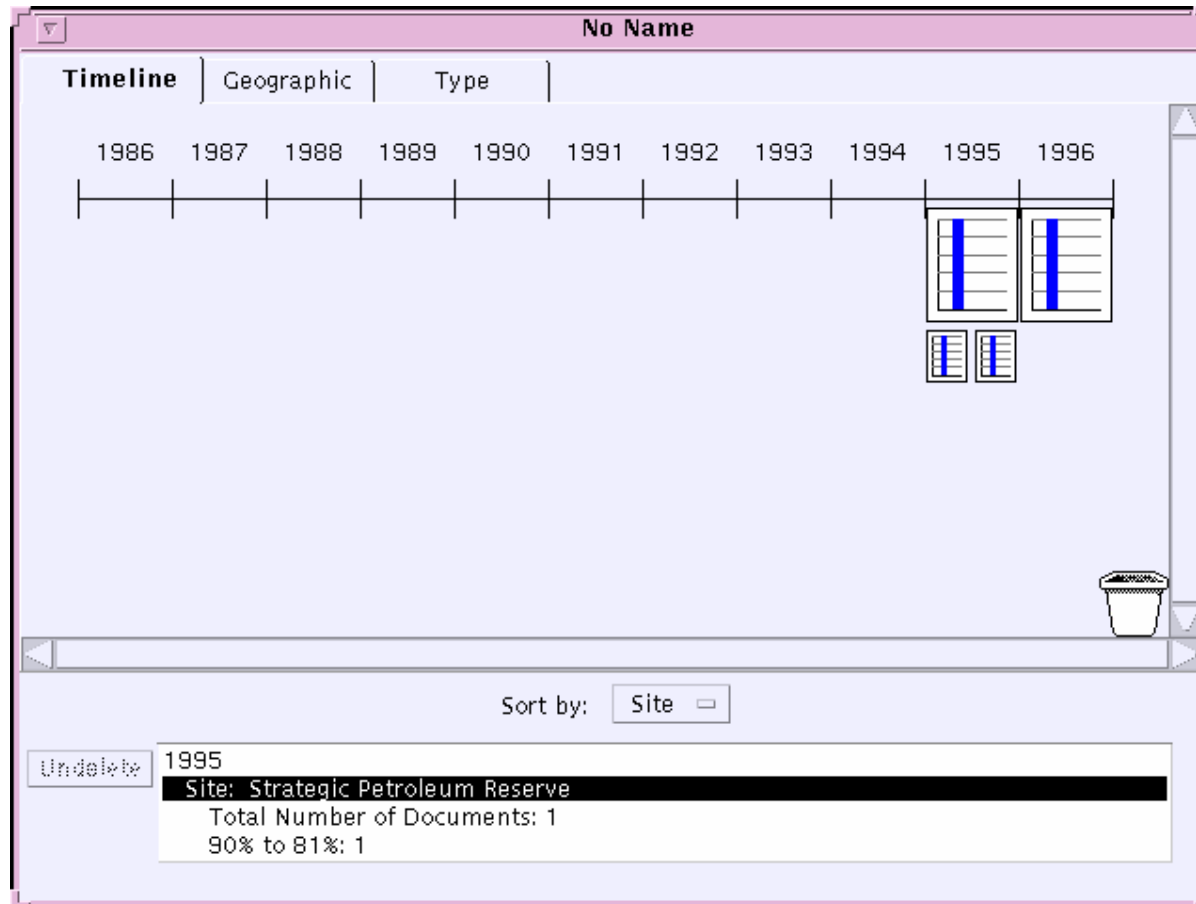 No Name
Timeline Geographic Type
1986 1987 1988 1989 1990 1991 1992 1993 1994 1995 1996
Sort by: Site
Undelete
1995
Site: Strategic Petroleum Reserve
Total Number of Documents: 1
90% to 81%: 1